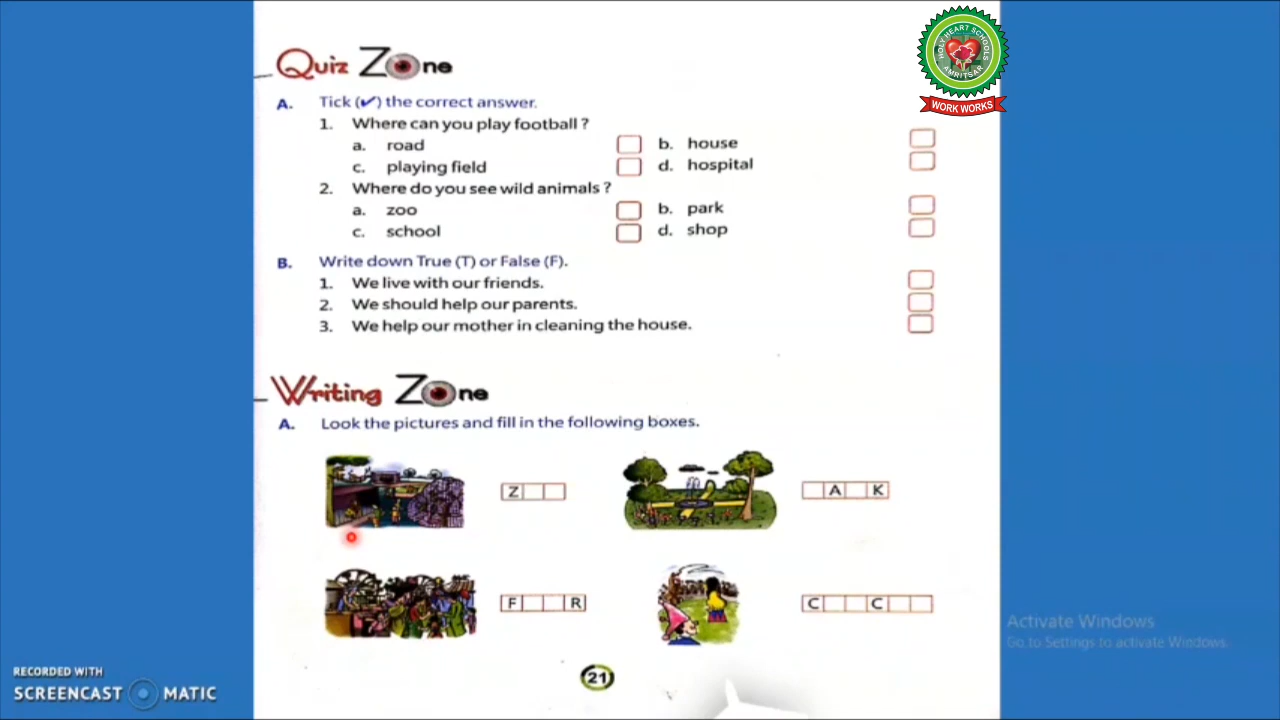 HOLY HEART SCHOOLS
AMRITSAR
WORK WORKS
Quiz Zone
A. Tick (✔) the correct answer.
1. Where can you play football ?
a. road b. house
c. playing field d. hospital
2. Where do you see wild animals ?
a. zoo b. park
c. school d. shop
B. Write down True (T) or False (F).
1. We live with our friends.
2. We should help our parents.
3. We help our mother in cleaning the house.
Writing Zone
A. Look the pictures and fill in the following boxes.
Z A K
F R C C
21
Activate Windows
Go to Settings to activate Windows.
RECORDED WITH
SCREENCAST MATIC